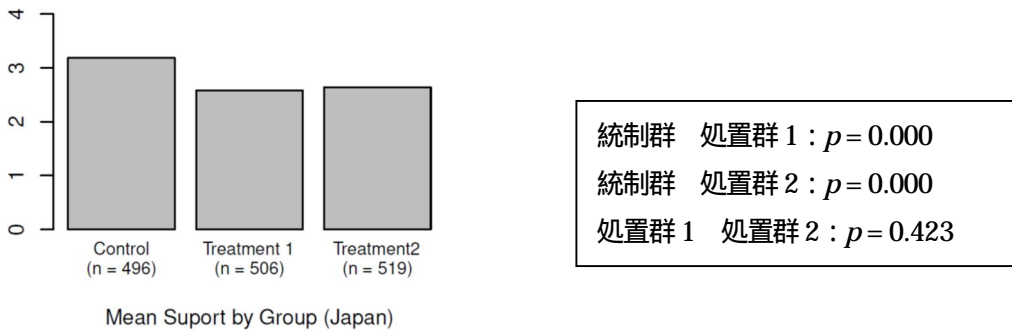 4
3
2
1
0
Control
(n = 496)
Treatment 1
(n = 506)
Treatment2
(n = 519)
Mean Suport by Group (Japan)
統制群　処置群 1 : p = 0.000
統制群　処置群 2 : p = 0.000
処置群 1　処置群 2 : p = 0.423